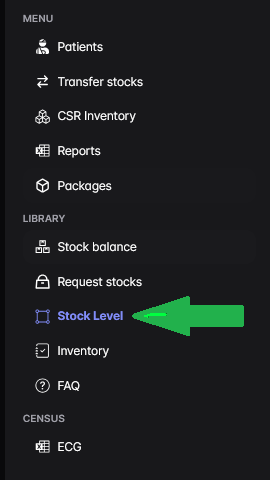 MENU
Patients
Transfer stocks
CSR Inventory
Reports
Packages
LIBRARY
Stock balance
Request stocks
Stock Level
Inventory
FAQ
CENSUS
ECG